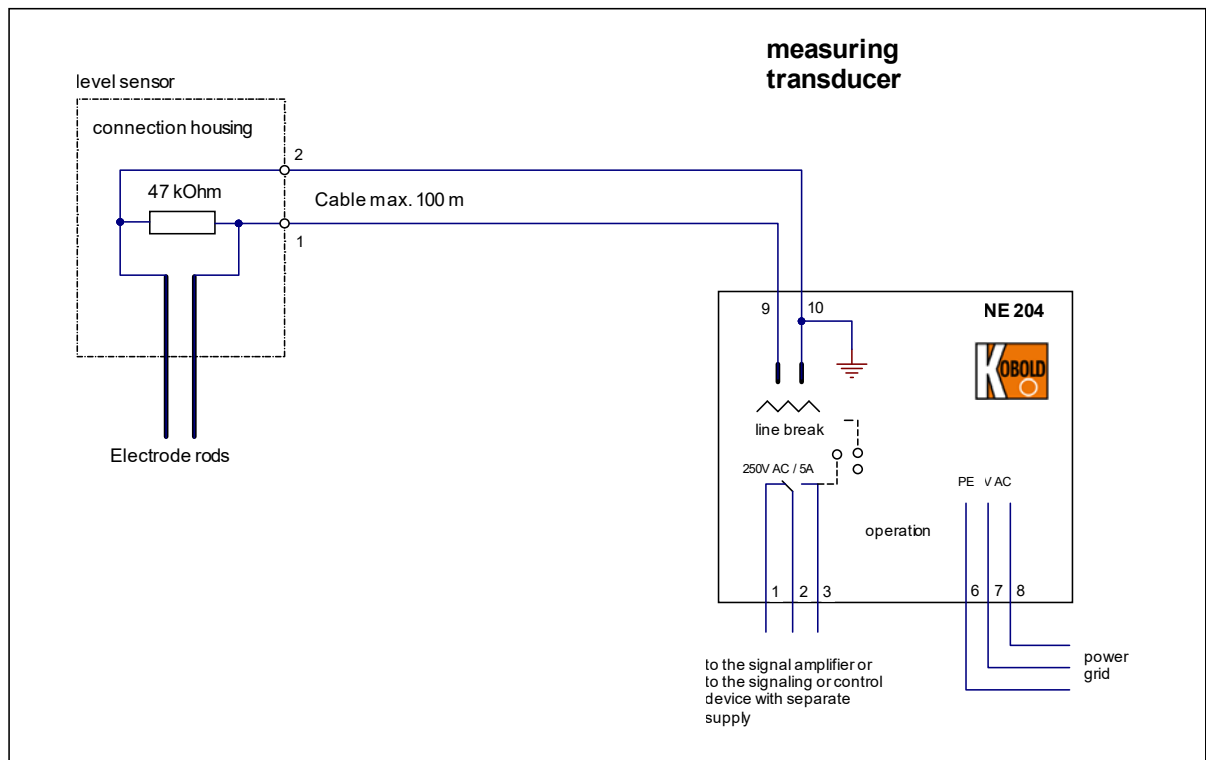 measuring
transducer
level sensor
connection housing
2
47 kOhm
Cable max. 100 m
1
9
10
NE 204
KOBOLD
line break
Electrode rods
250V AC / 5A
PE
V AC
operation
1
2
3
6
7
8
to the signal amplifier or
to the signaling or control
device with separate
supply
power
grid